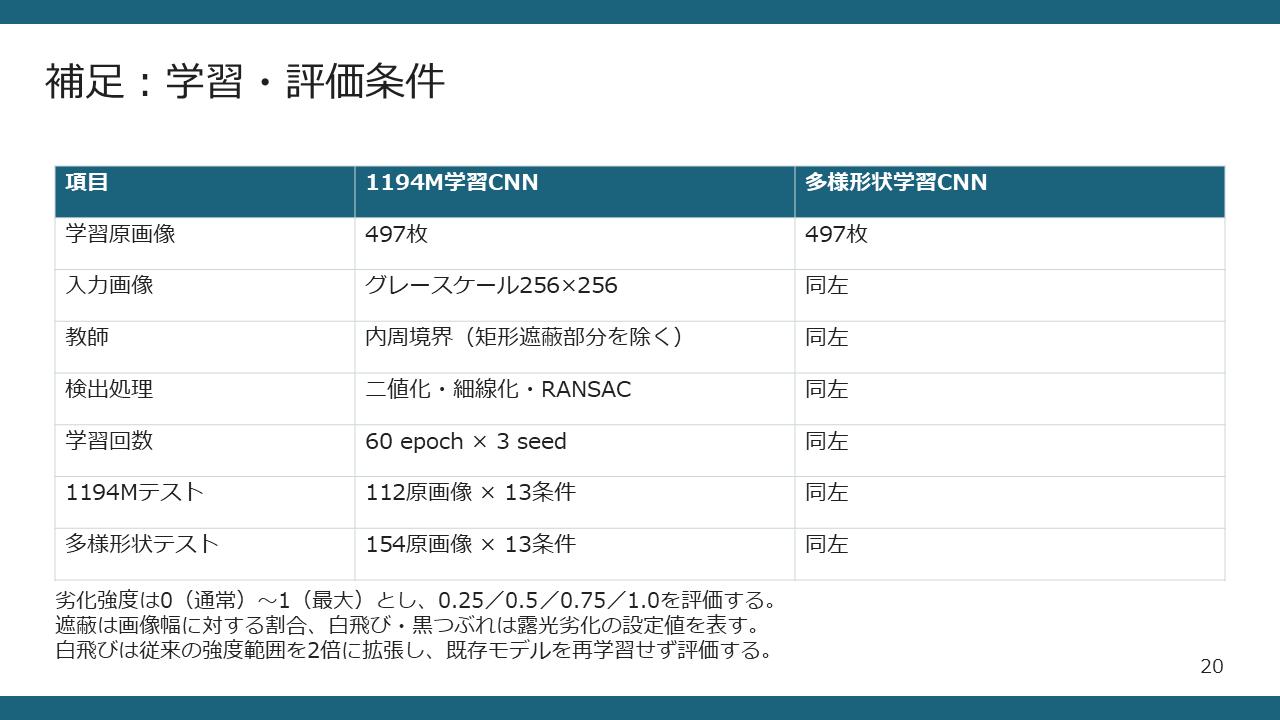 補足：学習・評価条件
項目 1194M学習CNN 多様形状学習CNN
学習原画像 497枚 497枚
入力画像 グレースケール256×256 同左
教師 内周境界（矩形遮蔽部分を除く） 同左
検出処理 二値化・細線化・RANSAC 同左
学習回数 60 epoch × 3 seed 同左
1194Mテスト 112原画像 × 13条件 同左
多様形状テスト 154原画像 × 13条件 同左
劣化強度は0（通常）～1（最大）とし、0.25／0.5／0.75／1.0を評価する。
遮蔽は画像幅に対する割合、白飛び・黒つぶれは露光劣化の設定値を表す。
白飛びは従来の強度範囲を2倍に拡張し、既存モデルを再学習せず評価する。
20